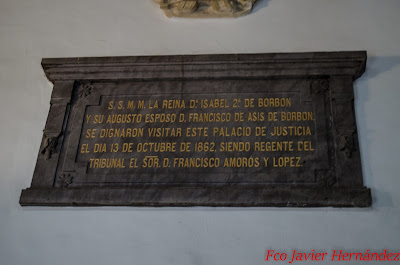 S. S. M. M. LA REINA Dª ISABEL 2ª DE BORBON
Y SU AUGUSTO ESPOSO D. FRANCISCO DE ASIS DE BORBON,
SE DIGNARON VISITAR ESTE PALACIO DE JUSTICIA
EL DIA 13 DE OCTUBRE DE 1862, SIENDO REGENTE DEL
TRIBUNAL EL SOR. D. FRANCISCO AMORÓS Y LOPEZ.
Fco Javier Hernández